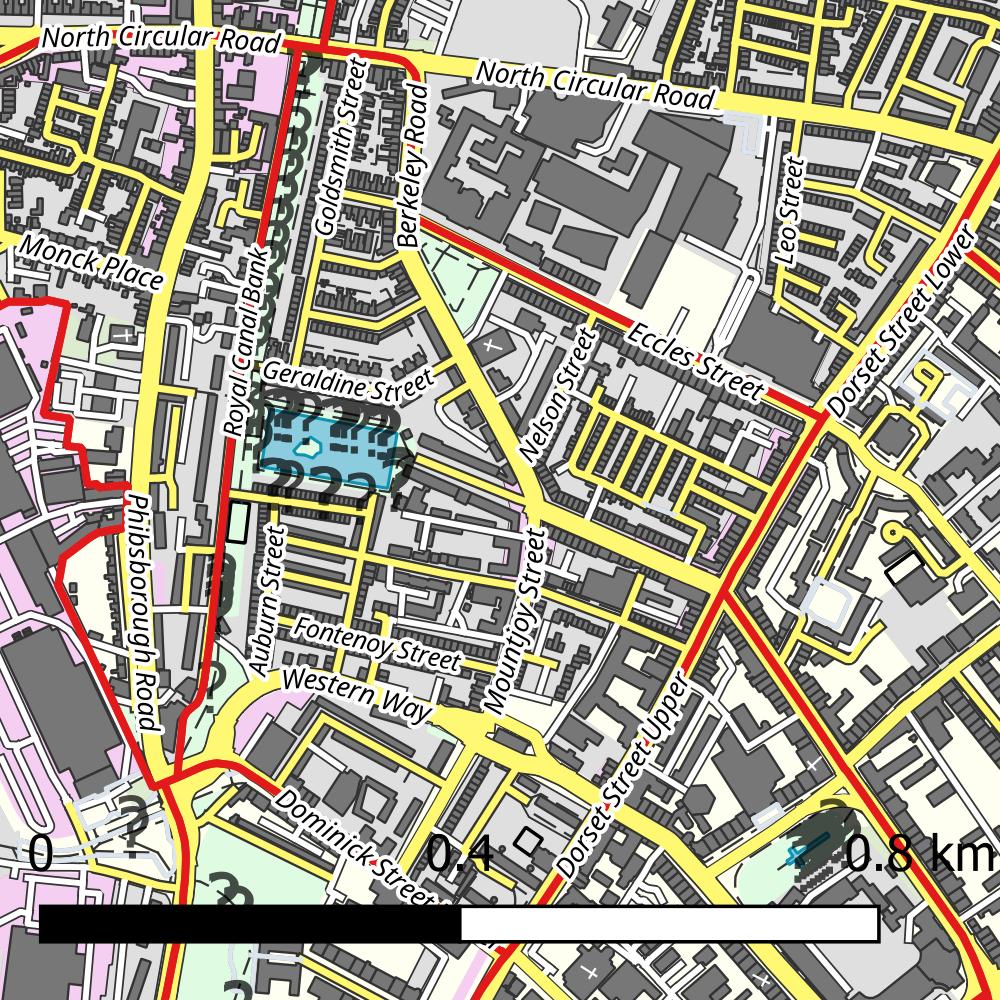 North Circular Road
North Circular Road
Goldsmith Street
Berkeley Road
Leo Street
Monck Place
Dorset Street Lower
Royal Canal Bank
Eccles Street
Nelson Street
Geraldine Street
Phibsborough Road
Auburn Street
Mountjoy Street
Fontenoy Street
Western Way
Dorset Street Upper
Dominick Street
?
0
0.4
0.8 km